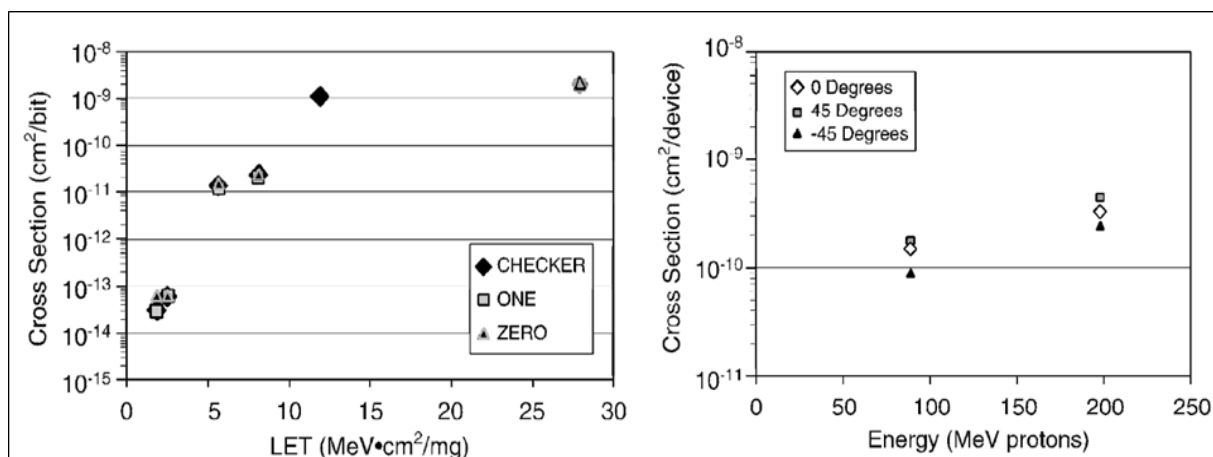 Cross Section (cm²/bit)
10⁻⁸
10⁻⁹
10⁻¹⁰
10⁻¹¹
10⁻¹²
10⁻¹³
10⁻¹⁴
10⁻¹⁵
CHECKER
ONE
ZERO
0 5 10 15 20 25 30
LET (MeV•cm²/mg)
Cross Section (cm²/device)
10⁻⁸
10⁻⁹
10⁻¹⁰
10⁻¹¹
0 Degrees
45 Degrees
-45 Degrees
0 50 100 150 200 250
Energy (MeV protons)